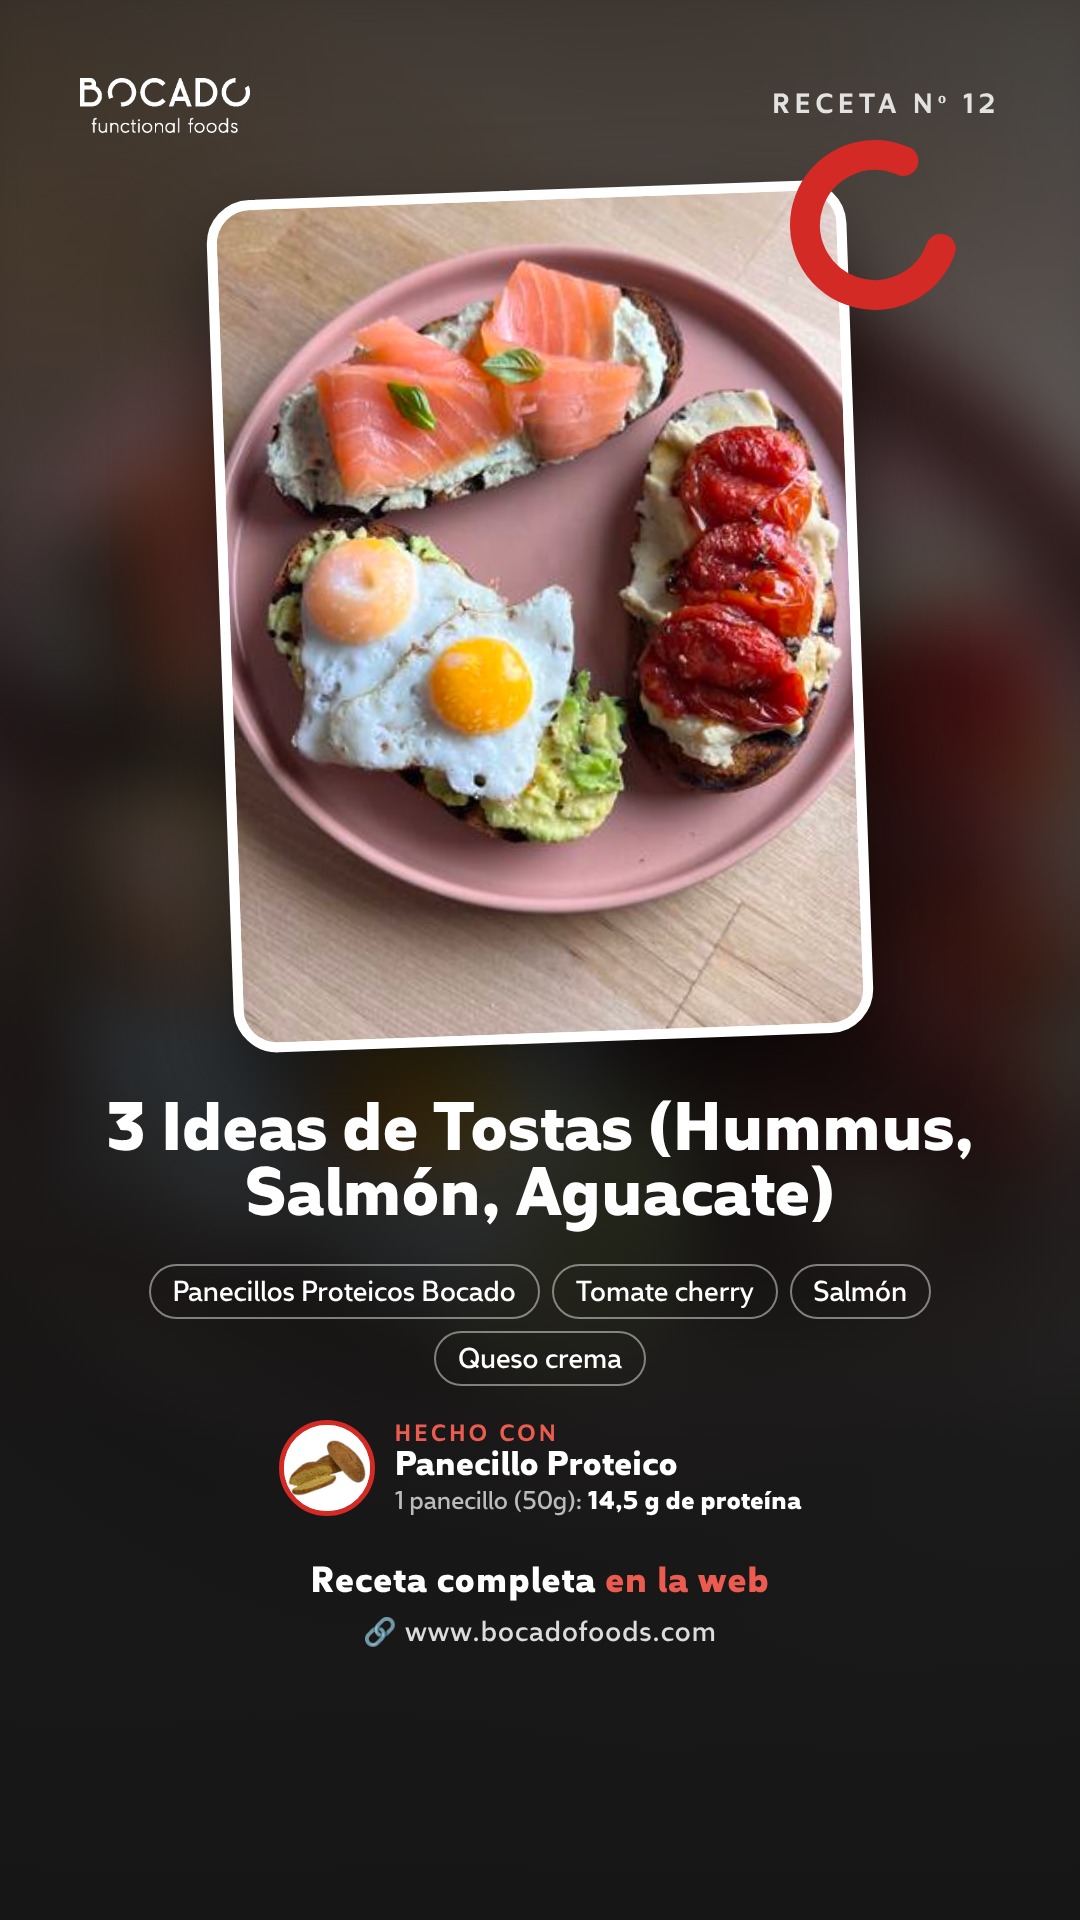 BOCADO
functional foods
RECETA Nº 12
3 Ideas de Tostas (Hummus,
Salmón, Aguacate)
Panecillos Proteicos Bocado
Tomate cherry
Salmón
Queso crema
HECHO CON
Panecillo Proteico
1 panecillo (50g): 14,5 g de proteína
Receta completa en la web
www.bocadofoods.com